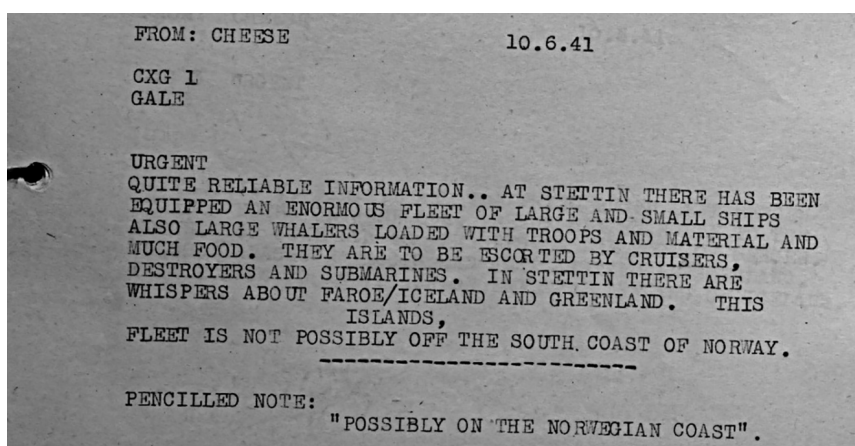 FROM: CHEESE
10.6.41
CXG 1
GALE
URGENT
QUITE RELIABLE INFORMATION.. AT STETTIN THERE HAS BEEN
EQUIPPED AN ENORMOUS FLEET OF LARGE AND SMALL SHIPS
ALSO LARGE WHALERS LOADED WITH TROOPS AND MATERIAL AND
MUCH FOOD. THEY ARE TO BE ESCORTED BY CRUISERS,
DESTROYERS AND SUBMARINES. IN STETTIN THERE ARE
WHISPERS ABOUT FAROE/ICELAND AND GREENLAND. THIS
ISLANDS,
FLEET IS NOT POSSIBLY OFF THE SOUTH COAST OF NORWAY.
PENCILLED NOTE:
"POSSIBLY ON THE NORWEGIAN COAST".